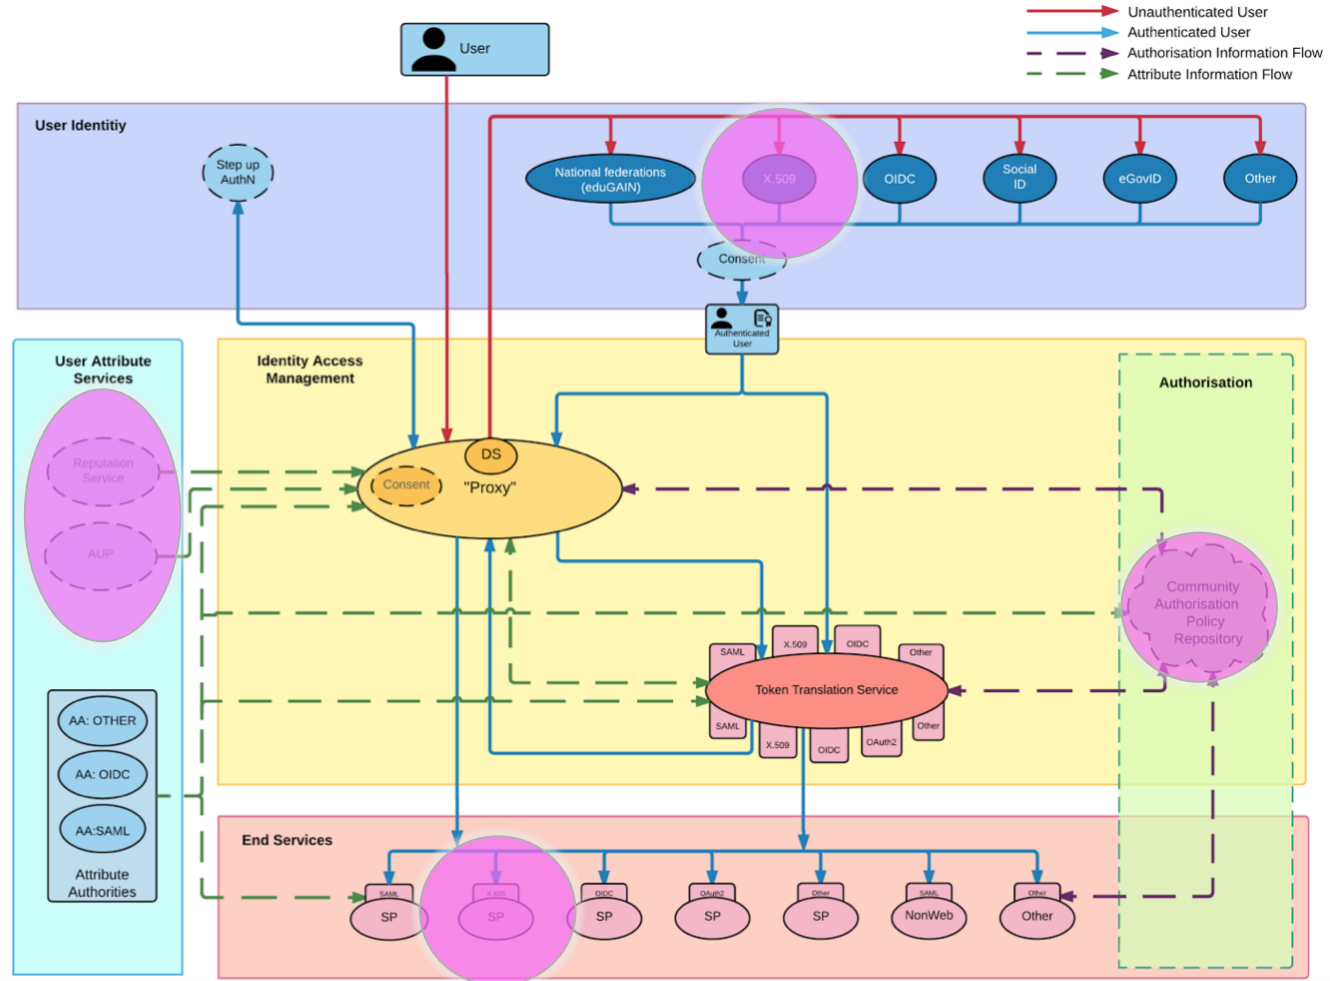 Unauthenticated User
Authenticated User
Authorisation Information Flow
Attribute Information Flow
User
User Identitiy
Step up
AuthN
National federations
(eduGAIN)
X.509
OIDC
Social
ID
eGovID
Other
Consent
Authenticated
User
User Attribute
Services
Reputation
Service
AUP
AA: OTHER
AA: OIDC
AA:SAML
Attribute
Authorities
Identity Access
Management
DS
Consent
"Proxy"
SAML
X.509
OIDC
Other
Token Translation Service
SAML
X.509
OIDC
OAuth2
Other
Authorisation
Community
Authorisation
Policy
Repository
End Services
SAML
SP
X.509
SP
OIDC
SP
OAuth2
SP
Other
SP
SAML
NonWeb
Other
Other